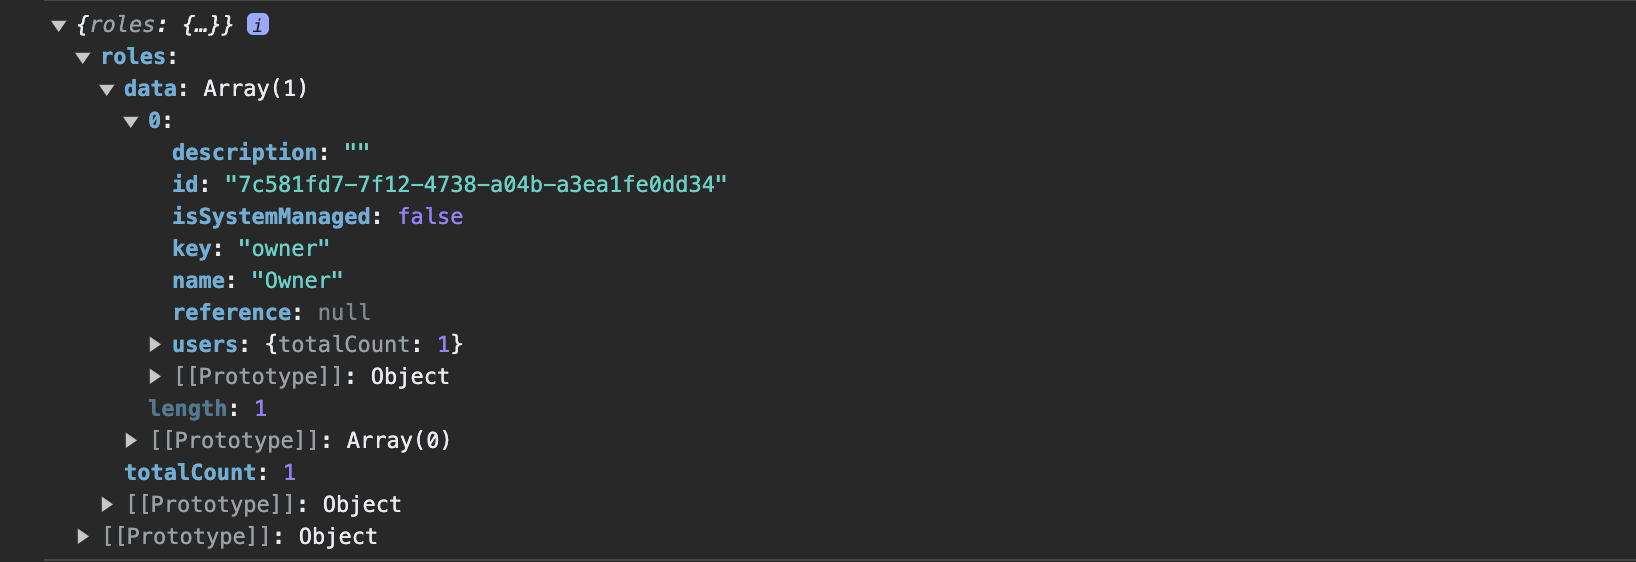 ▼ {roles: {…}} i
▼ roles:
▼ data: Array(1)
▼ 0:
description: ""
id: "7c581fd7-7f12-4738-a04b-a3ea1fe0dd34"
isSystemManaged: false
key: "owner"
name: "Owner"
reference: null
▶ users: {totalCount: 1}
▶ [[Prototype]]: Object
length: 1
▶ [[Prototype]]: Array(0)
totalCount: 1
▶ [[Prototype]]: Object
▶ [[Prototype]]: Object